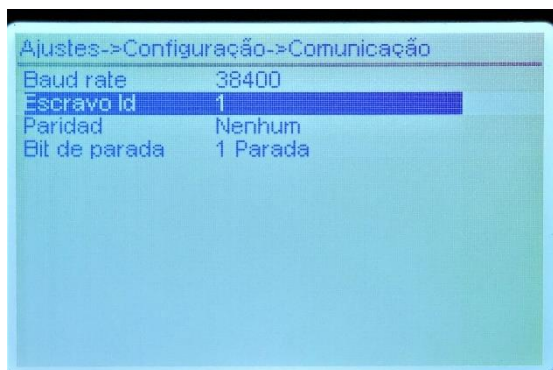 Ajustes->Configuração->Comunicação
Baud rate 38400
Escravo Id 1
Paridad Nenhum
Bit de parada 1 Parada